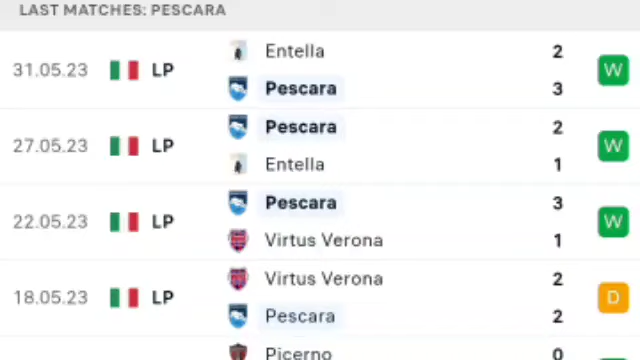 LAST MATCHES: PESCARA
31.05.23 LP Entella 2 W
Pescara 3
27.05.23 LP Pescara 2 W
Entella 1
22.05.23 LP Pescara 3 W
Virtus Verona 1
18.05.23 LP Virtus Verona 2 D
Pescara 2
Picerno 0